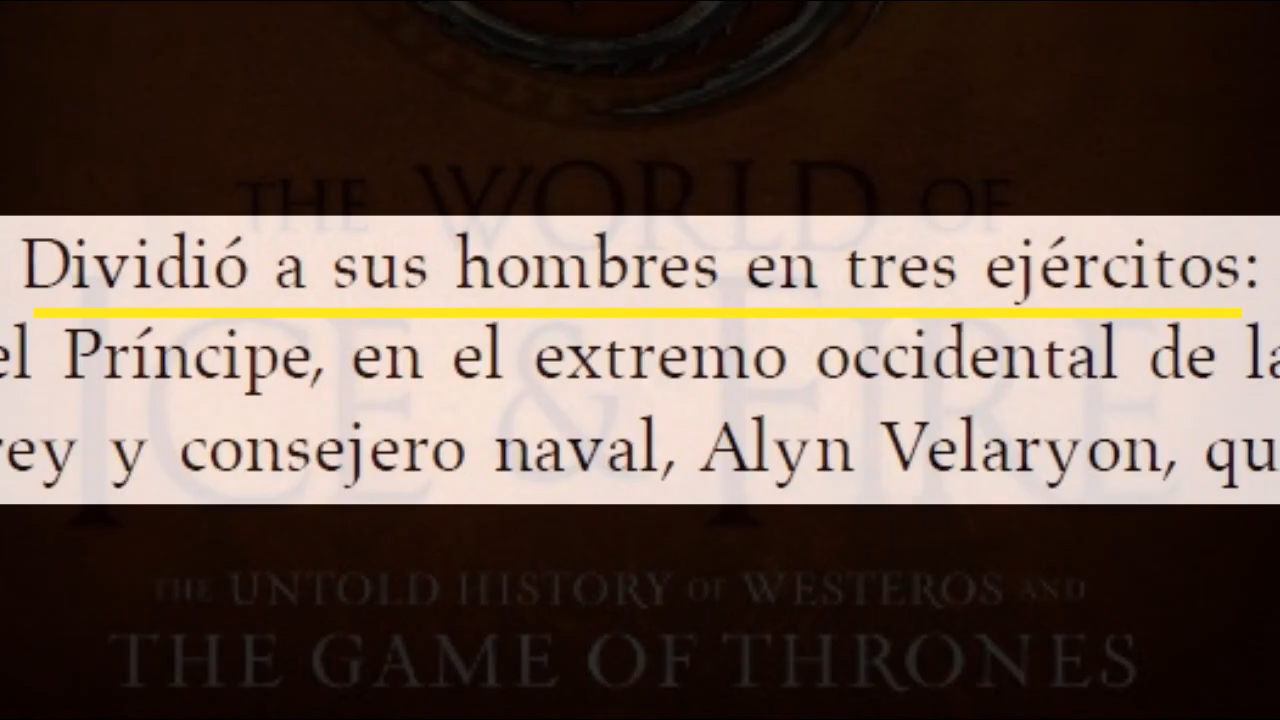 THE WORLD OF
Dividió a sus hombres en tres ejércitos:
el Príncipe, en el extremo occidental de la
rey y consejero naval, Alyn Velaryon, qu
ICE & FIRE
THE UNTOLD HISTORY OF WESTEROS AND
THE GAME OF THRONES